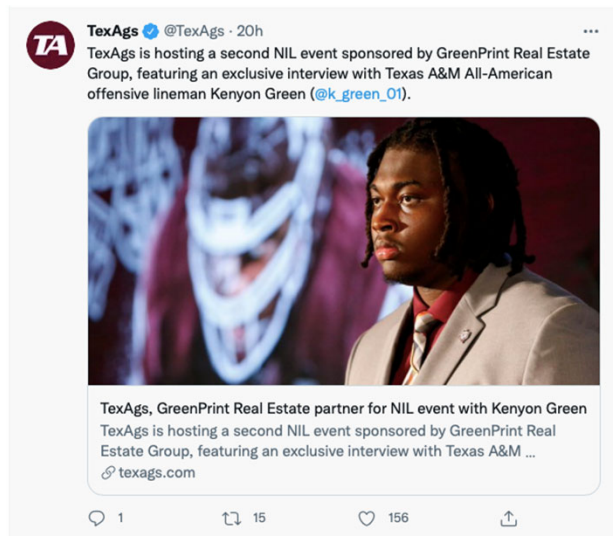 TexAgs @TexAgs · 20h
TexAgs is hosting a second NIL event sponsored by GreenPrint Real Estate
Group, featuring an exclusive interview with Texas A&M All-American
offensive lineman Kenyon Green (@k_green_01).
TexAgs, GreenPrint Real Estate partner for NIL event with Kenyon Green
TexAgs is hosting a second NIL event sponsored by GreenPrint Real
Estate Group, featuring an exclusive interview with Texas A&M ...
texags.com
1 15 156
TA